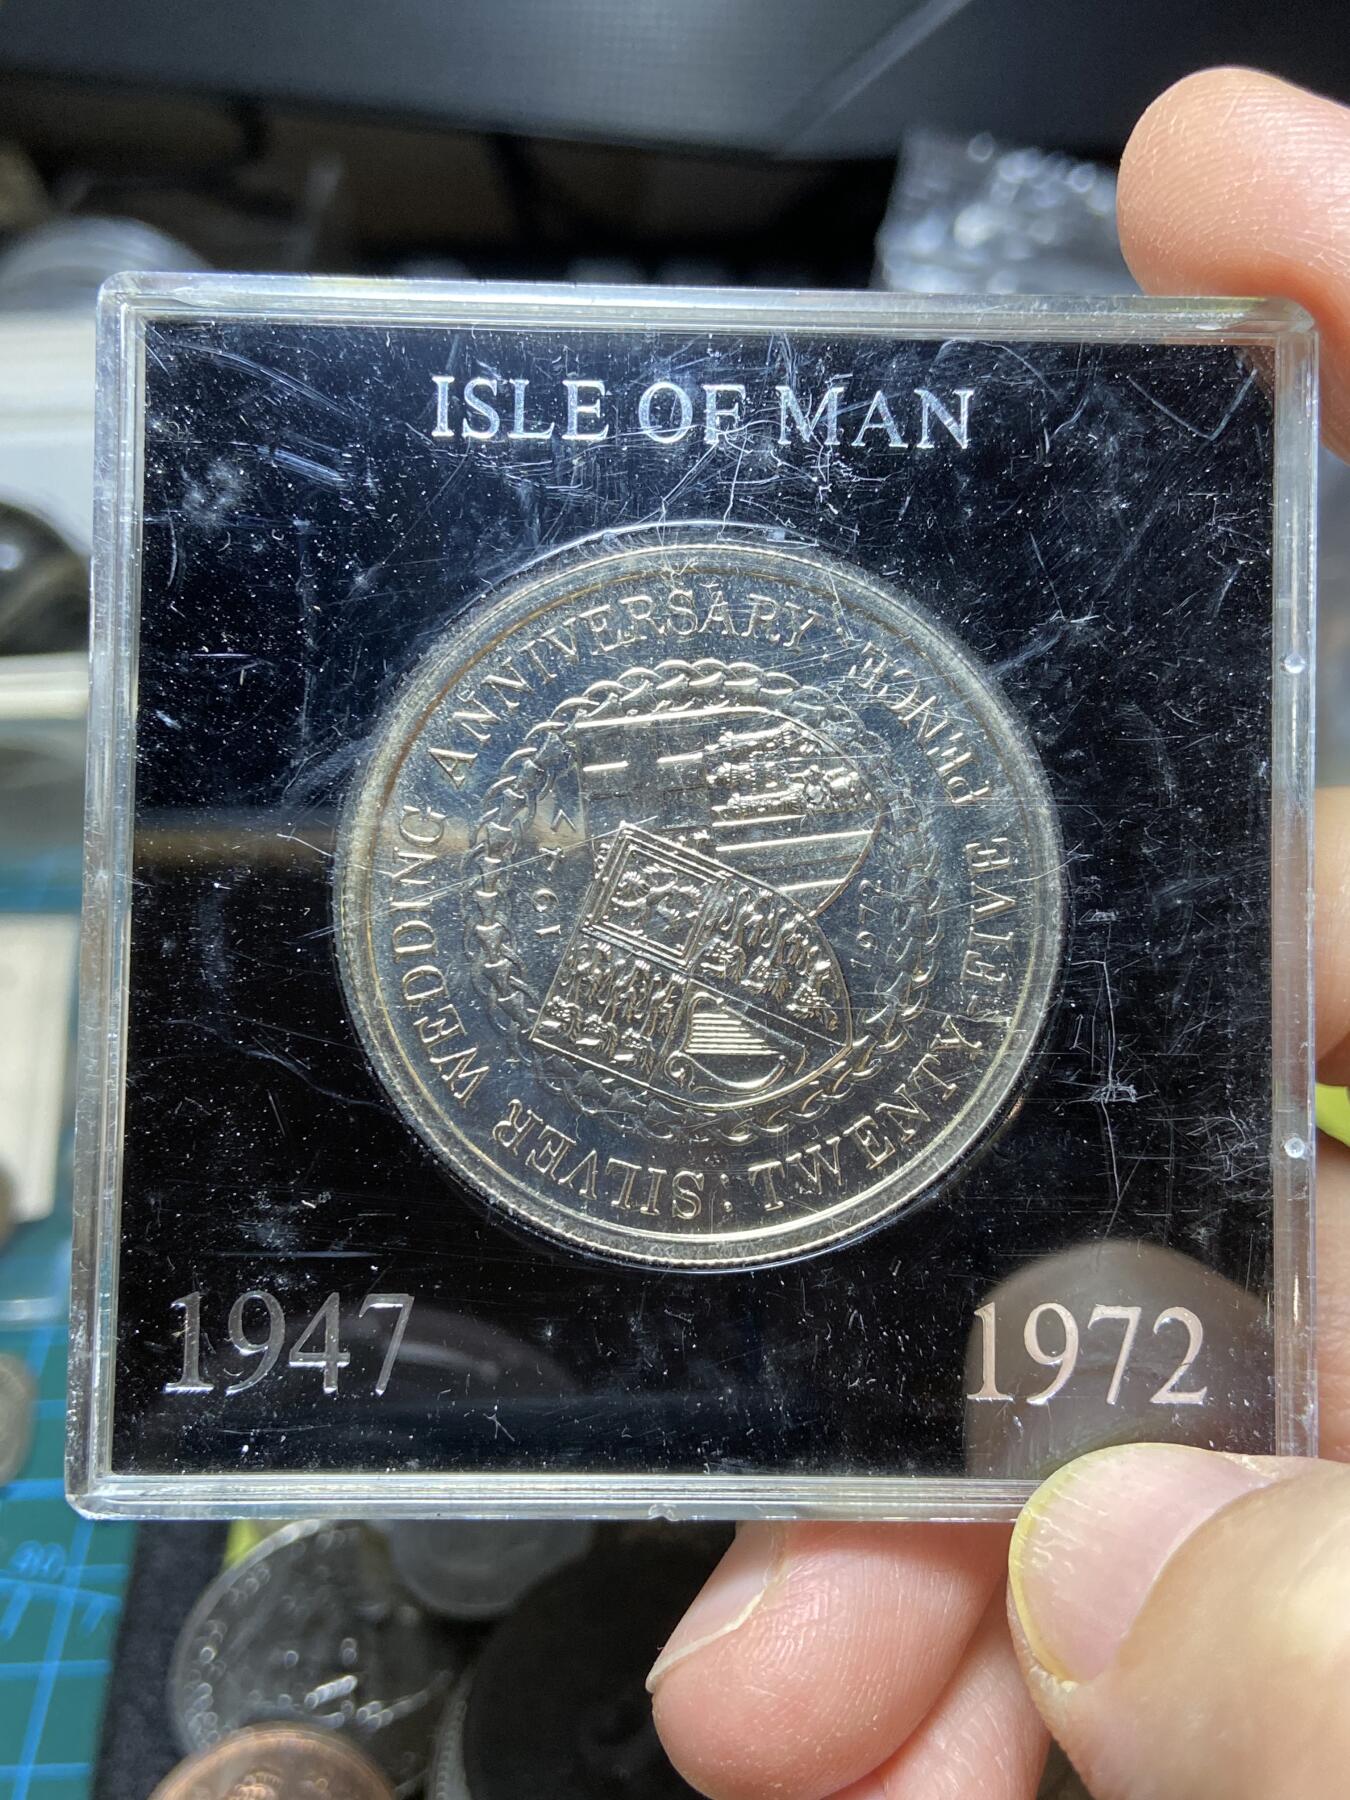 ISLE OF MAN
SILVER WEDDING ANNIVERSARY : TWENTY FIVE PENCE
1947
1972
1947
1972